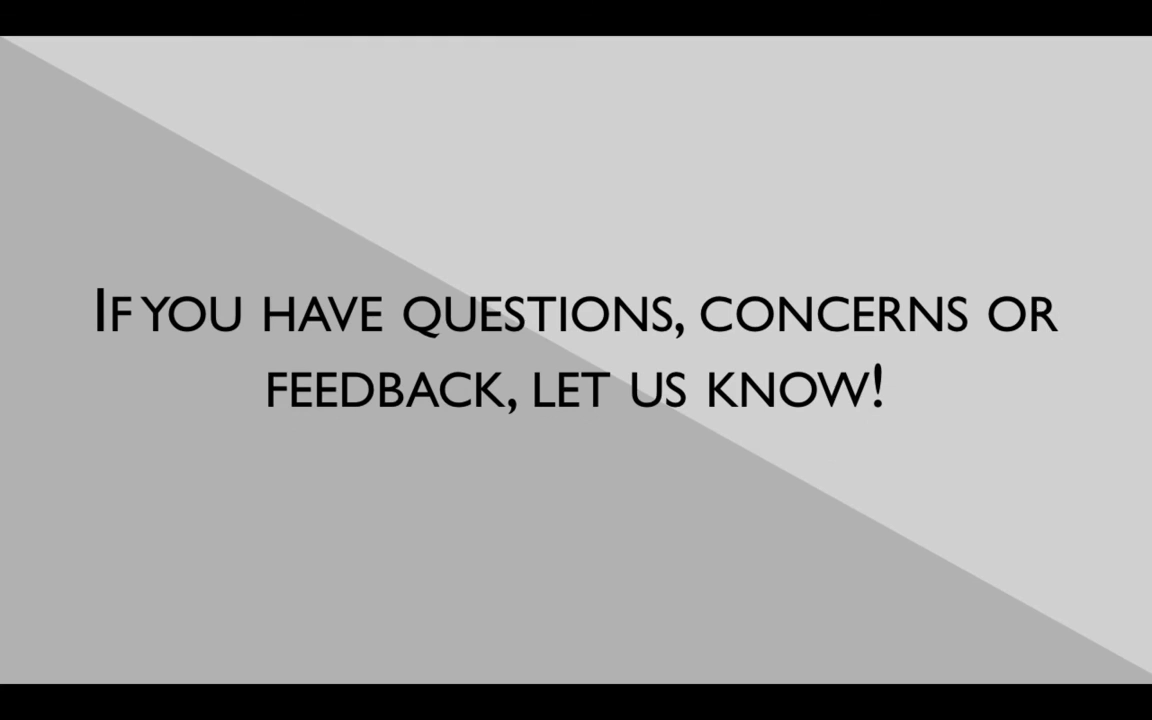 If you have questions, concerns or
feedback, let us know!